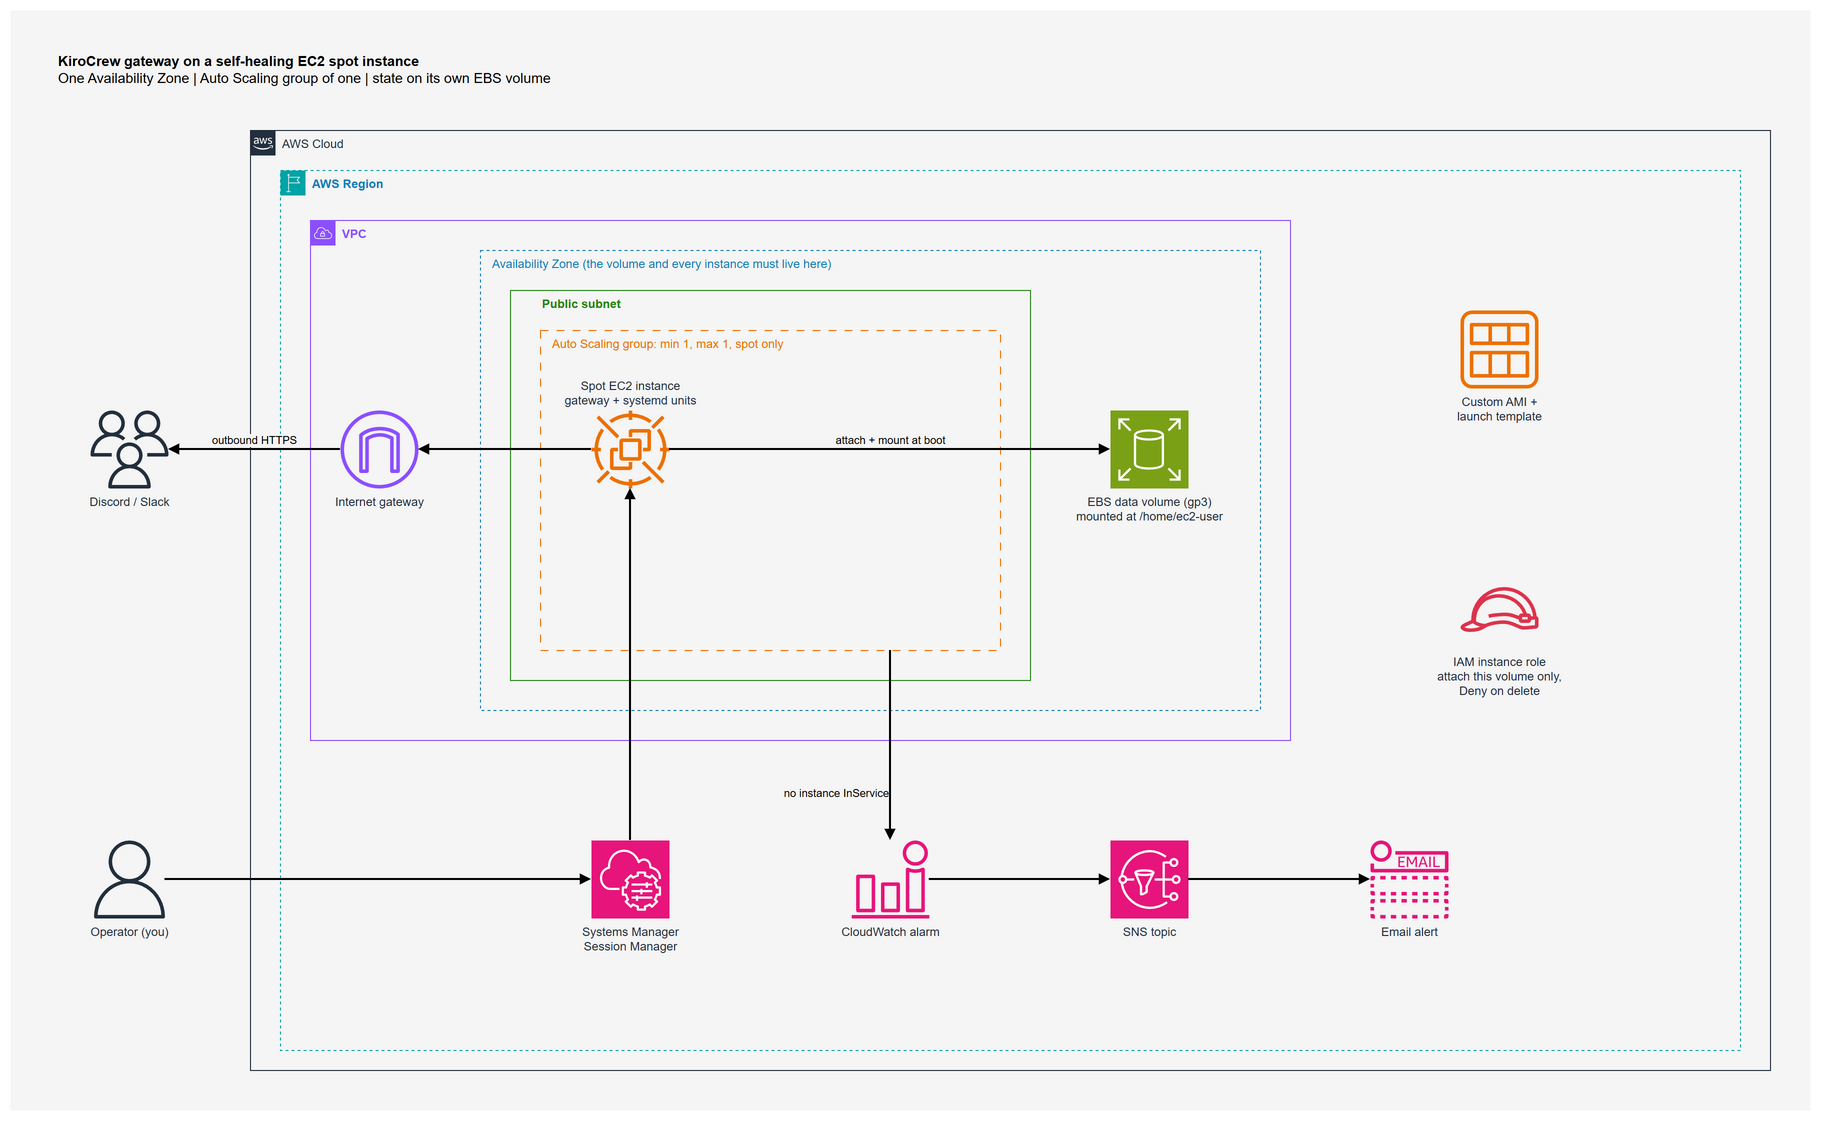 KiroCrew gateway on a self-healing EC2 spot instance
One Availability Zone | Auto Scaling group of one | state on its own EBS volume
aws
AWS Cloud
AWS Region
VPC
Availability Zone (the volume and every instance must live here)
Public subnet
Auto Scaling group: min 1, max 1, spot only
Spot EC2 instance
gateway + systemd units
Custom AMI +
launch template
outbound HTTPS
attach + mount at boot
Discord / Slack
Internet gateway
EBS data volume (gp3)
mounted at /home/ec2-user
IAM instance role
attach this volume only,
Deny on delete
no instance InService
EMAIL
Operator (you)
Systems Manager
Session Manager
CloudWatch alarm
SNS topic
Email alert